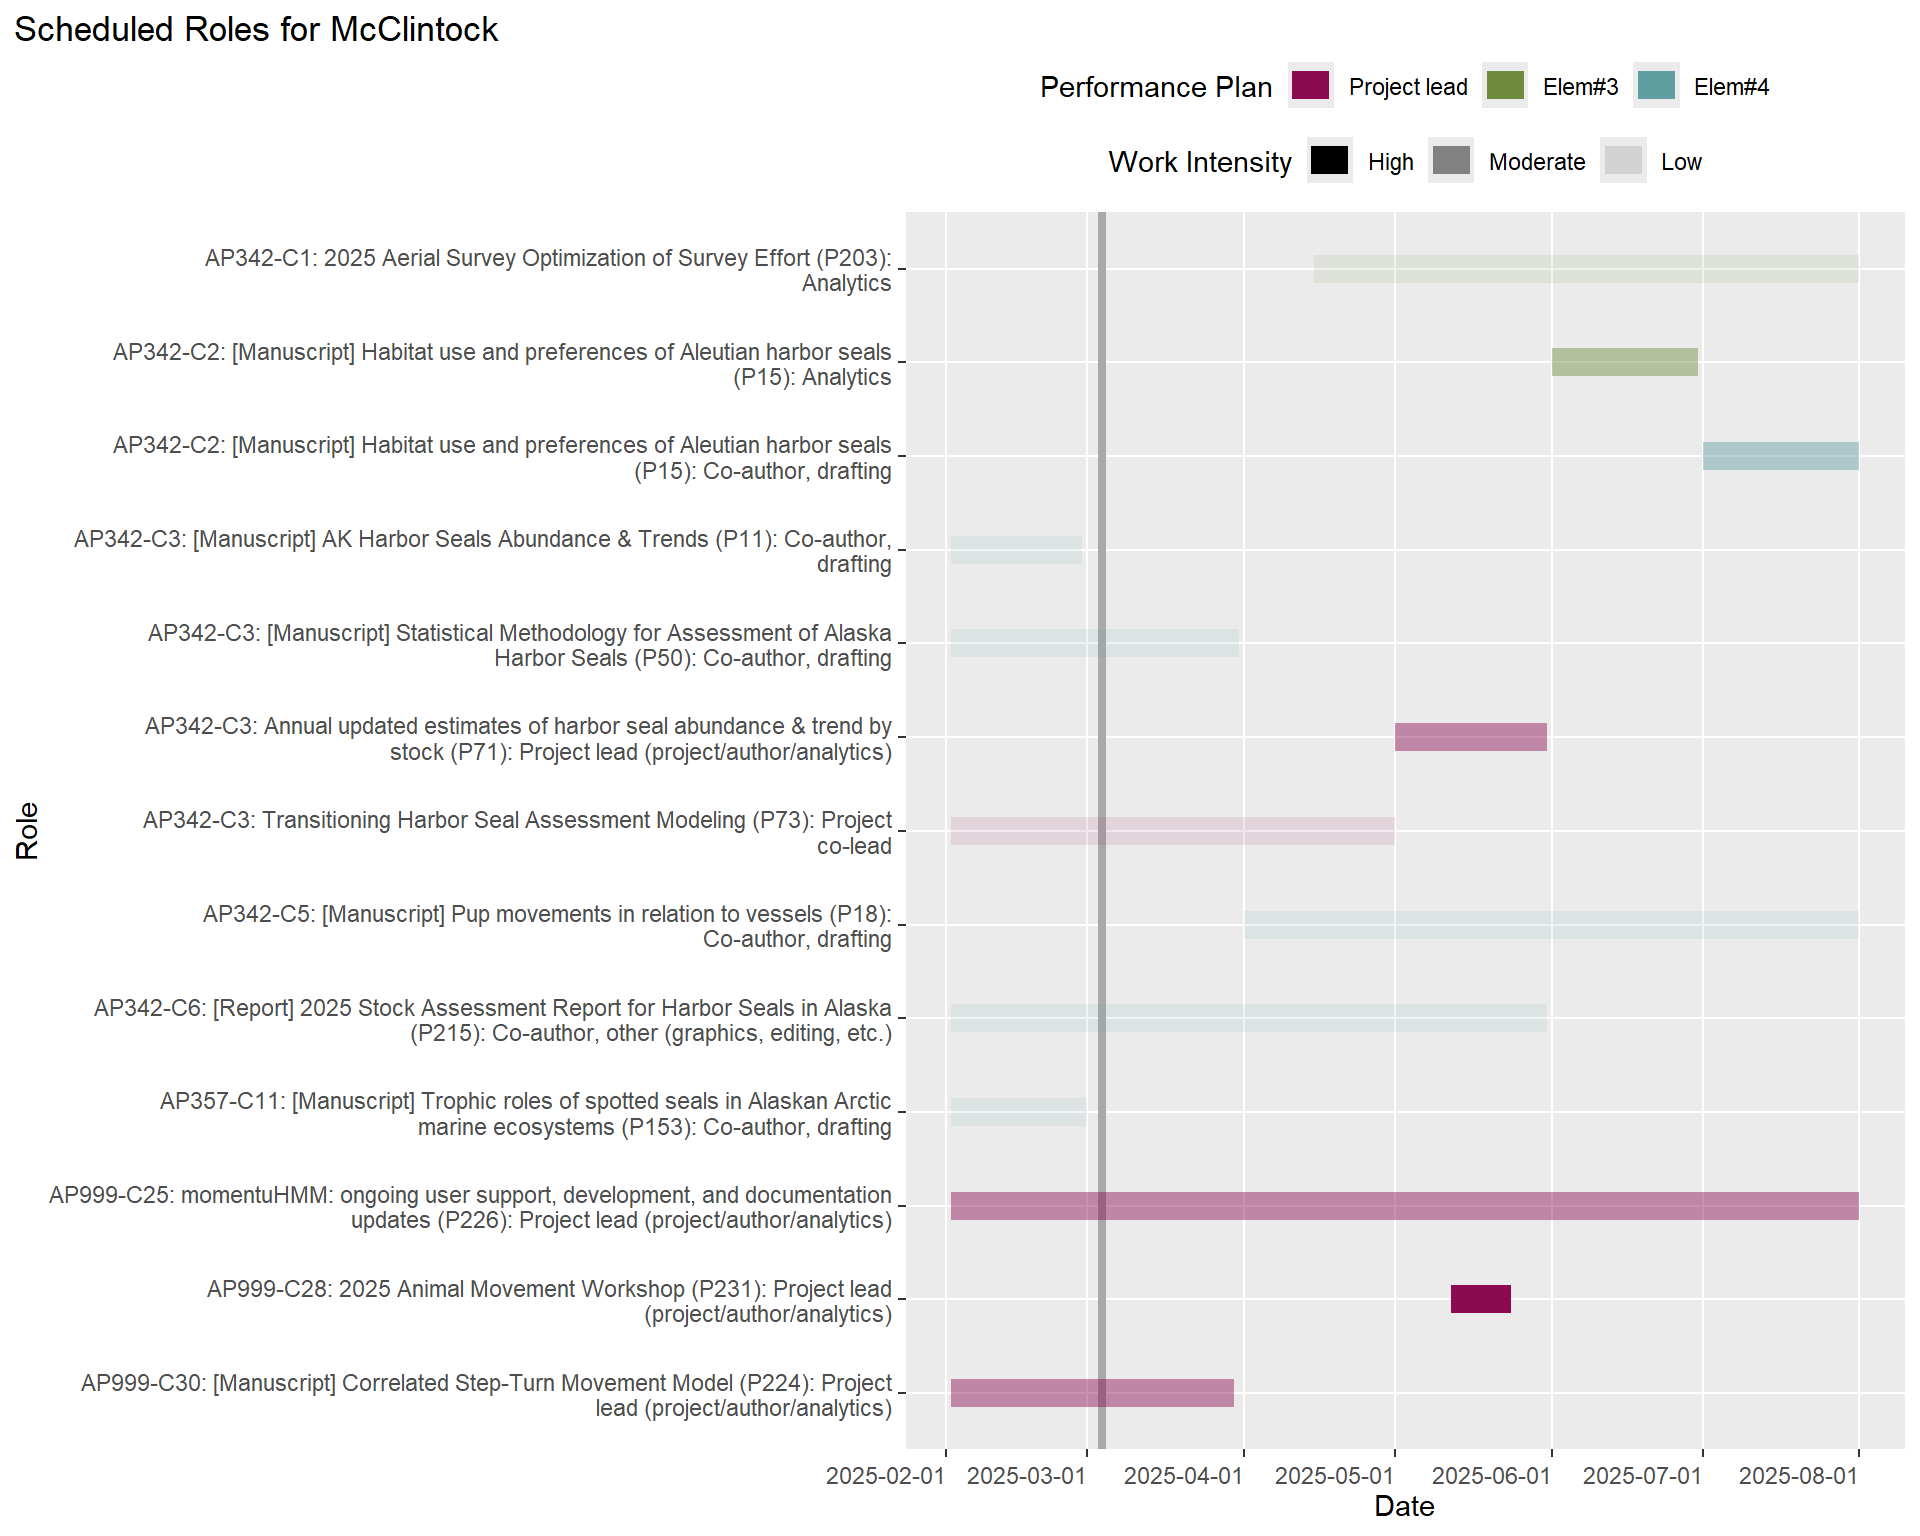 Scheduled Roles for McClintock
Performance Plan Project lead Elem#3 Elem#4
Work Intensity High Moderate Low
AP342-C1: 2025 Aerial Survey Optimization of Survey Effort (P203):
Analytics
AP342-C2: [Manuscript] Habitat use and preferences of Aleutian harbor seals
(P15): Analytics
AP342-C2: [Manuscript] Habitat use and preferences of Aleutian harbor seals
(P15): Co-author, drafting
AP342-C3: [Manuscript] AK Harbor Seals Abundance & Trends (P11): Co-author,
drafting
AP342-C3: [Manuscript] Statistical Methodology for Assessment of Alaska
Harbor Seals (P50): Co-author, drafting
AP342-C3: Annual updated estimates of harbor seal abundance & trend by
stock (P71): Project lead (project/author/analytics)
AP342-C3: Transitioning Harbor Seal Assessment Modeling (P73): Project
co-lead
AP342-C5: [Manuscript] Pup movements in relation to vessels (P18):
Co-author, drafting
AP342-C6: [Report] 2025 Stock Assessment Report for Harbor Seals in Alaska
(P215): Co-author, other (graphics, editing, etc.)
AP357-C11: [Manuscript] Trophic roles of spotted seals in Alaskan Arctic
marine ecosystems (P153): Co-author, drafting
AP999-C25: momentuHMM: ongoing user support, development, and documentation
updates (P226): Project lead (project/author/analytics)
AP999-C28: 2025 Animal Movement Workshop (P231): Project lead
(project/author/analytics)
AP999-C30: [Manuscript] Correlated Step-Turn Movement Model (P224): Project
lead (project/author/analytics)
Role
2025-02-01 2025-03-01 2025-04-01 2025-05-01 2025-06-01 2025-07-01 2025-08-01
Date